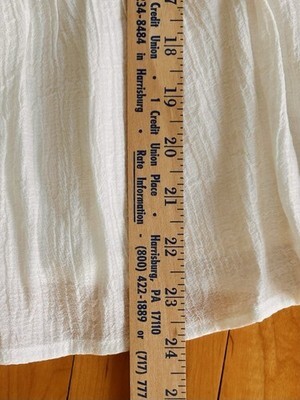 7 18 19 20 21 22 23 24
Credit Union • 1 Credit Union Place • Harrisburg, PA 17110
34-8484 in Harrisburg • Rate Information - (800) 422-1889 or (717) 777